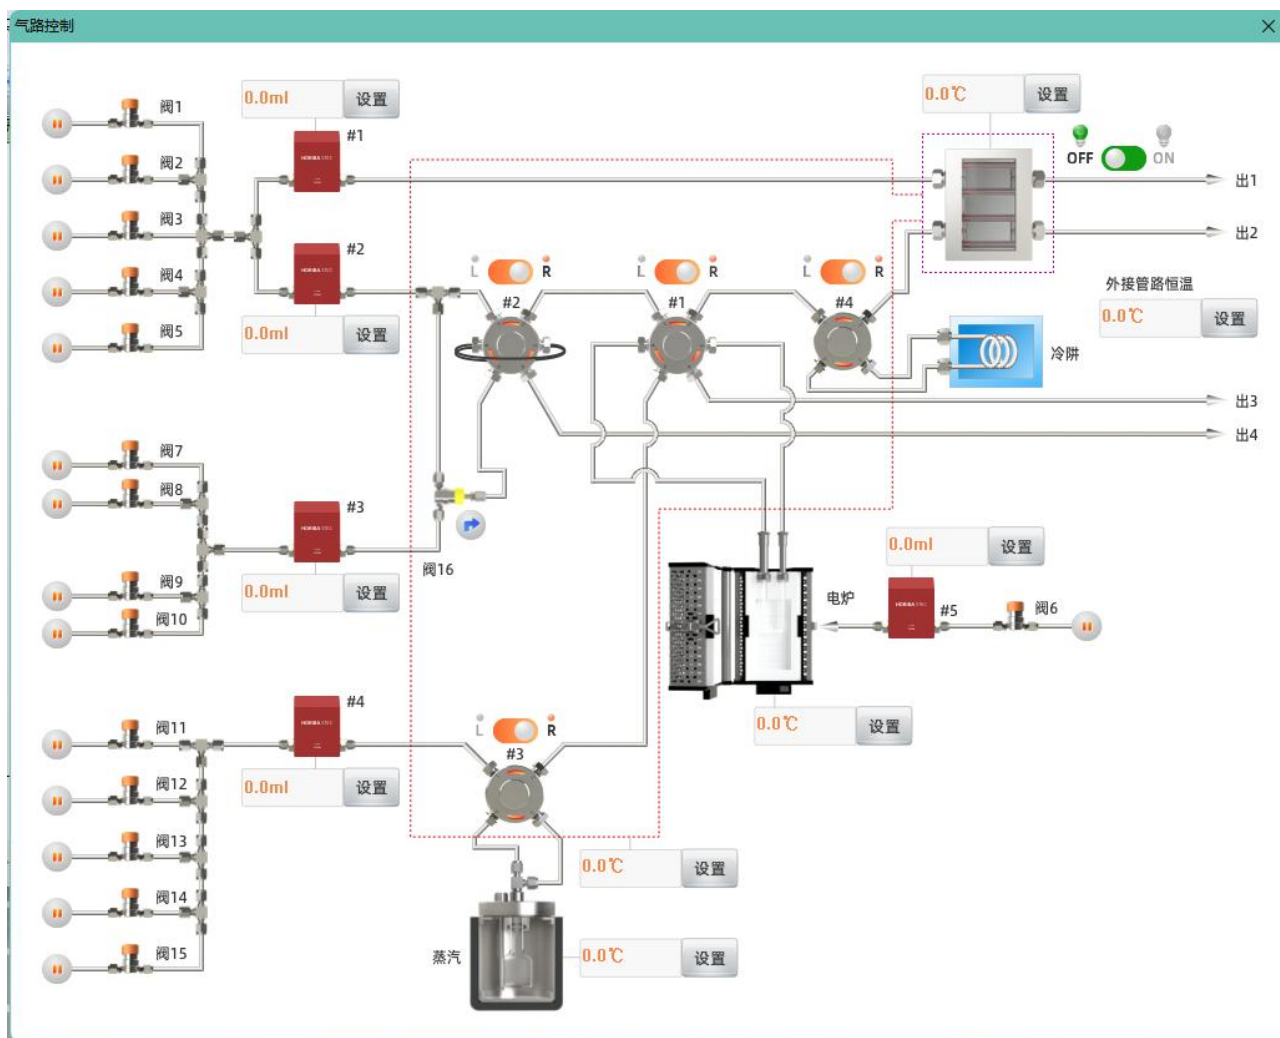 气路控制
阀1
0.0ml
设置
#1
阀2
阀3
#2
阀4
0.0ml
设置
阀5
0.0℃
设置
OFF
ON
出1
出2
L
R
#2
L
R
#1
L
R
#4
外接管路恒温
0.0℃
设置
冷阱
出3
出4
阀7
阀8
#3
阀9
0.0ml
设置
阀10
阀16
0.0ml
设置
电炉
#5
阀6
0.0℃
设置
阀11
#4
阀12
0.0ml
设置
阀13
阀14
阀15
L
R
#3
0.0℃
设置
蒸汽
0.0℃
设置